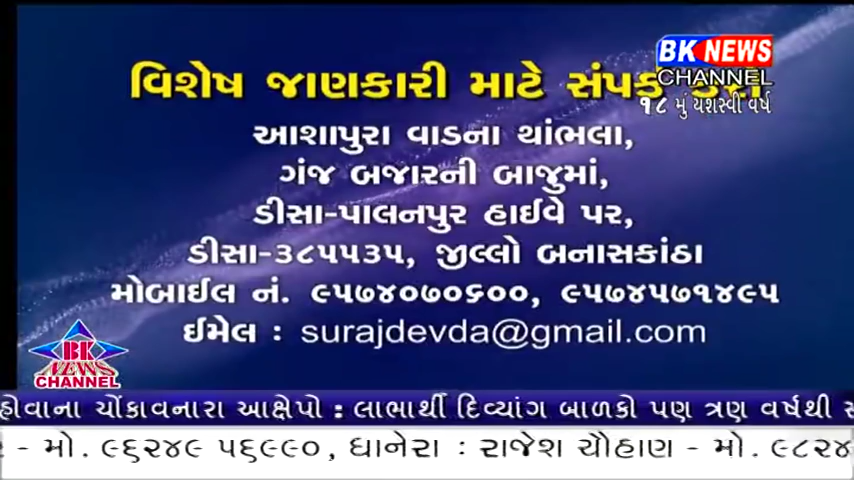 BK NEWS
CHANNEL
૧૮ મું યશસ્વી વર્ષ
વિશેષ જાણકારી માટે સંપર્ક કરો
આશાપુરા વાડના થાંભલા,
ગંજ બજારની બાજુમાં,
ડીસા-પાલનપુર હાઈવે પર,
ડીસા-૩૮૫૫૩૫, જીલ્લો બનાસકાંઠા
મોબાઈલ નં. ૯૫૭૪૦૭૦૬૦૦, ૯૫૭૪૫૭૧૪૯૫
ઈમેલ : surajdevda@gmail.com
BK
NEWS
CHANNEL
હોવાના ચોંકાવનારા આક્ષેપો : લાભાર્થી દિવ્યાંગ બાળકો પણ ત્રણ વર્ષથી
- મો. ૯૬૨૪૯ ૫૬૯૯૦, ધાનેરા : રાજેશ ચૌહાણ - મો. ૯૮૨૪